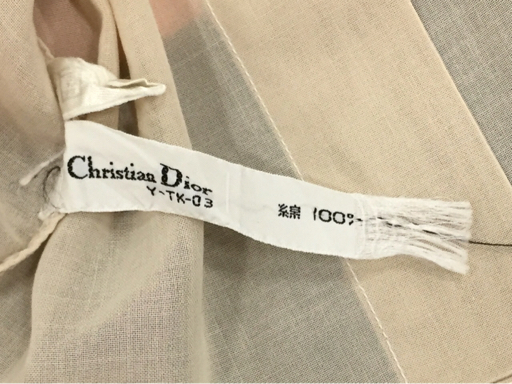 Christian Dior
Y-TK-03
綿 100%